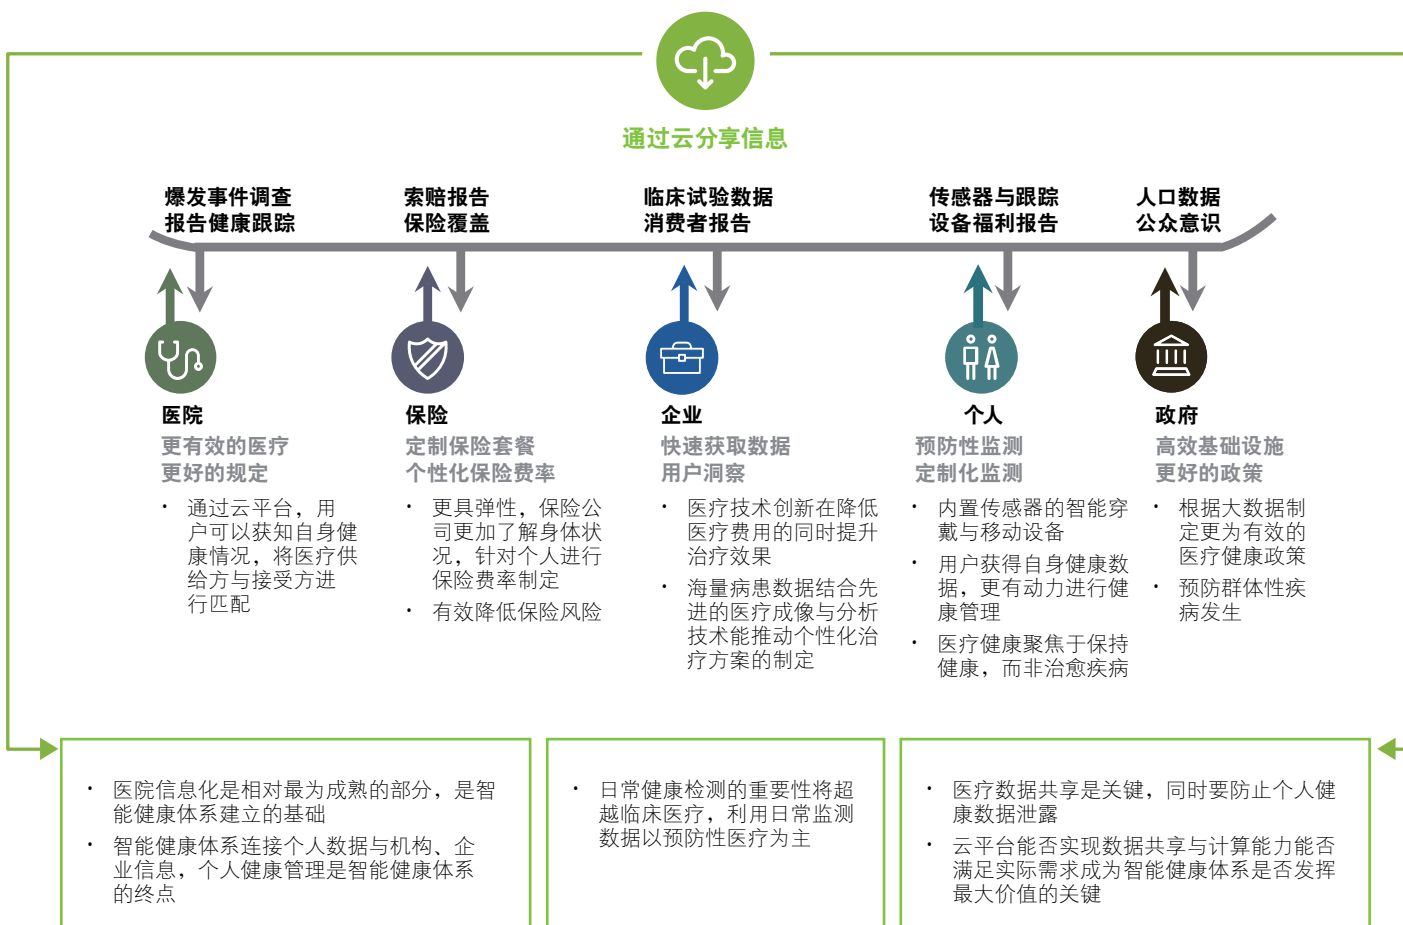 通过云分享信息
爆发事件调查
报告健康跟踪
索赔报告
保险覆盖
临床试验数据
消费者报告
传感器与跟踪
设备福利报告
人口数据
公众意识
医院
更有效的医疗
更好的规定
· 通过云平台，用
户可以获知自身健
康情况，将医疗供
给方与接受方进
行匹配
保险
定制保险套餐
个性化保险费率
· 更具弹性，保险公
司更加了解身体状
况，针对个人进行
保险费率制定
· 有效降低保险风险
企业
快速获取数据
用户洞察
· 医疗技术创新在降低
医疗费用的同时提升
治疗效果
· 海量病患数据结合先
进的医疗成像与分析
技术能推动个性化治
疗方案的制定
个人
预防性监测
定制化监测
· 内置传感器的智能穿
戴与移动设备
· 用户获得自身健康数
据，更有动力进行健
康管理
· 医疗健康聚焦于保持
健康，而非治愈疾病
政府
高效基础设施
更好的政策
· 根据大数据制
定更为有效的
医疗健康政策
· 预防群体性疾
病发生
· 医院信息化是相对最为成熟的部分，是智
能健康体系建立的基础
· 智能健康体系连接个人数据与机构、企
业信息，个人健康管理是智能健康体系
的终点
· 日常健康检测的重要性将超
越临床医疗，利用日常监测
数据以预防性医疗为主
· 医疗数据共享是关键，同时要防止个人健
康数据泄露
· 云平台能否实现数据共享与计算能力能否
满足实际需求成为智能健康体系是否发挥
最大价值的关键